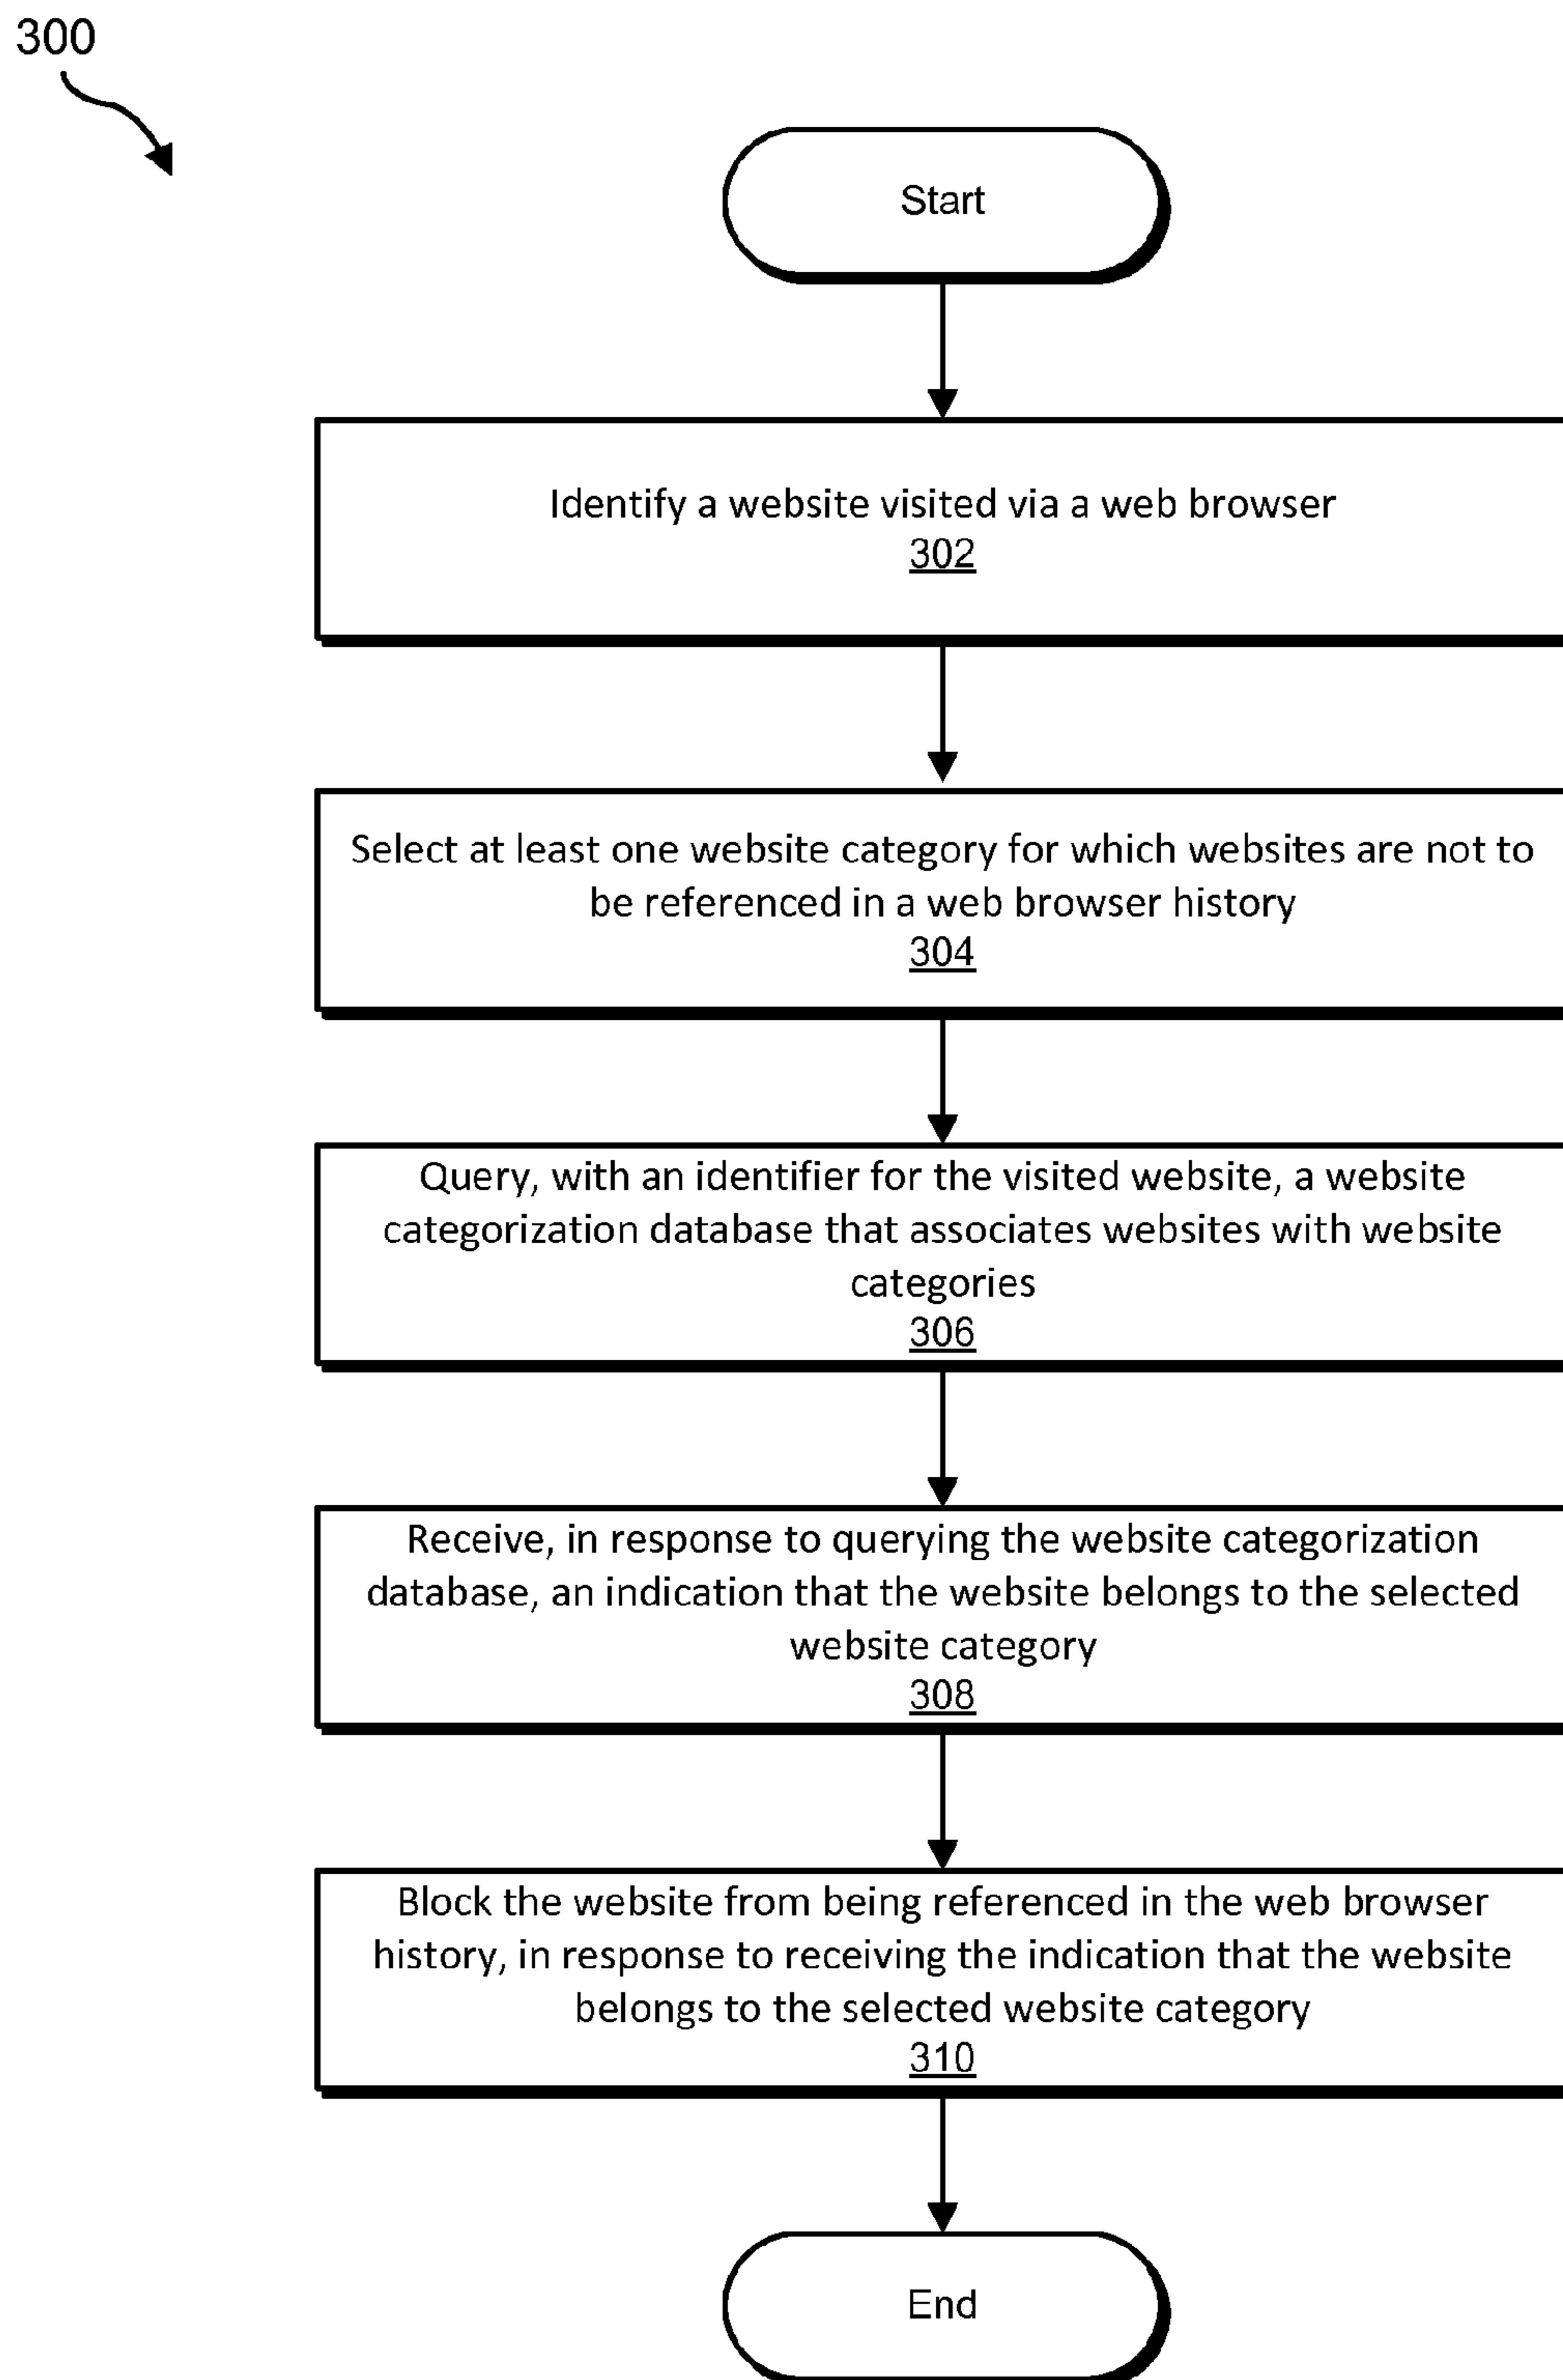 300
Start
Identify a website visited via a web browser
302
Select at least one website category for which websites are not to
be referenced in a web browser history
304
Query, with an identifier for the visited website, a website
categorization database that associates websites with website
categories
306
Receive, in response to querying the website categorization
database, an indication that the website belongs to the selected
website category
308
Block the website from being referenced in the web browser
history, in response to receiving the indication that the website
belongs to the selected website category
310
End